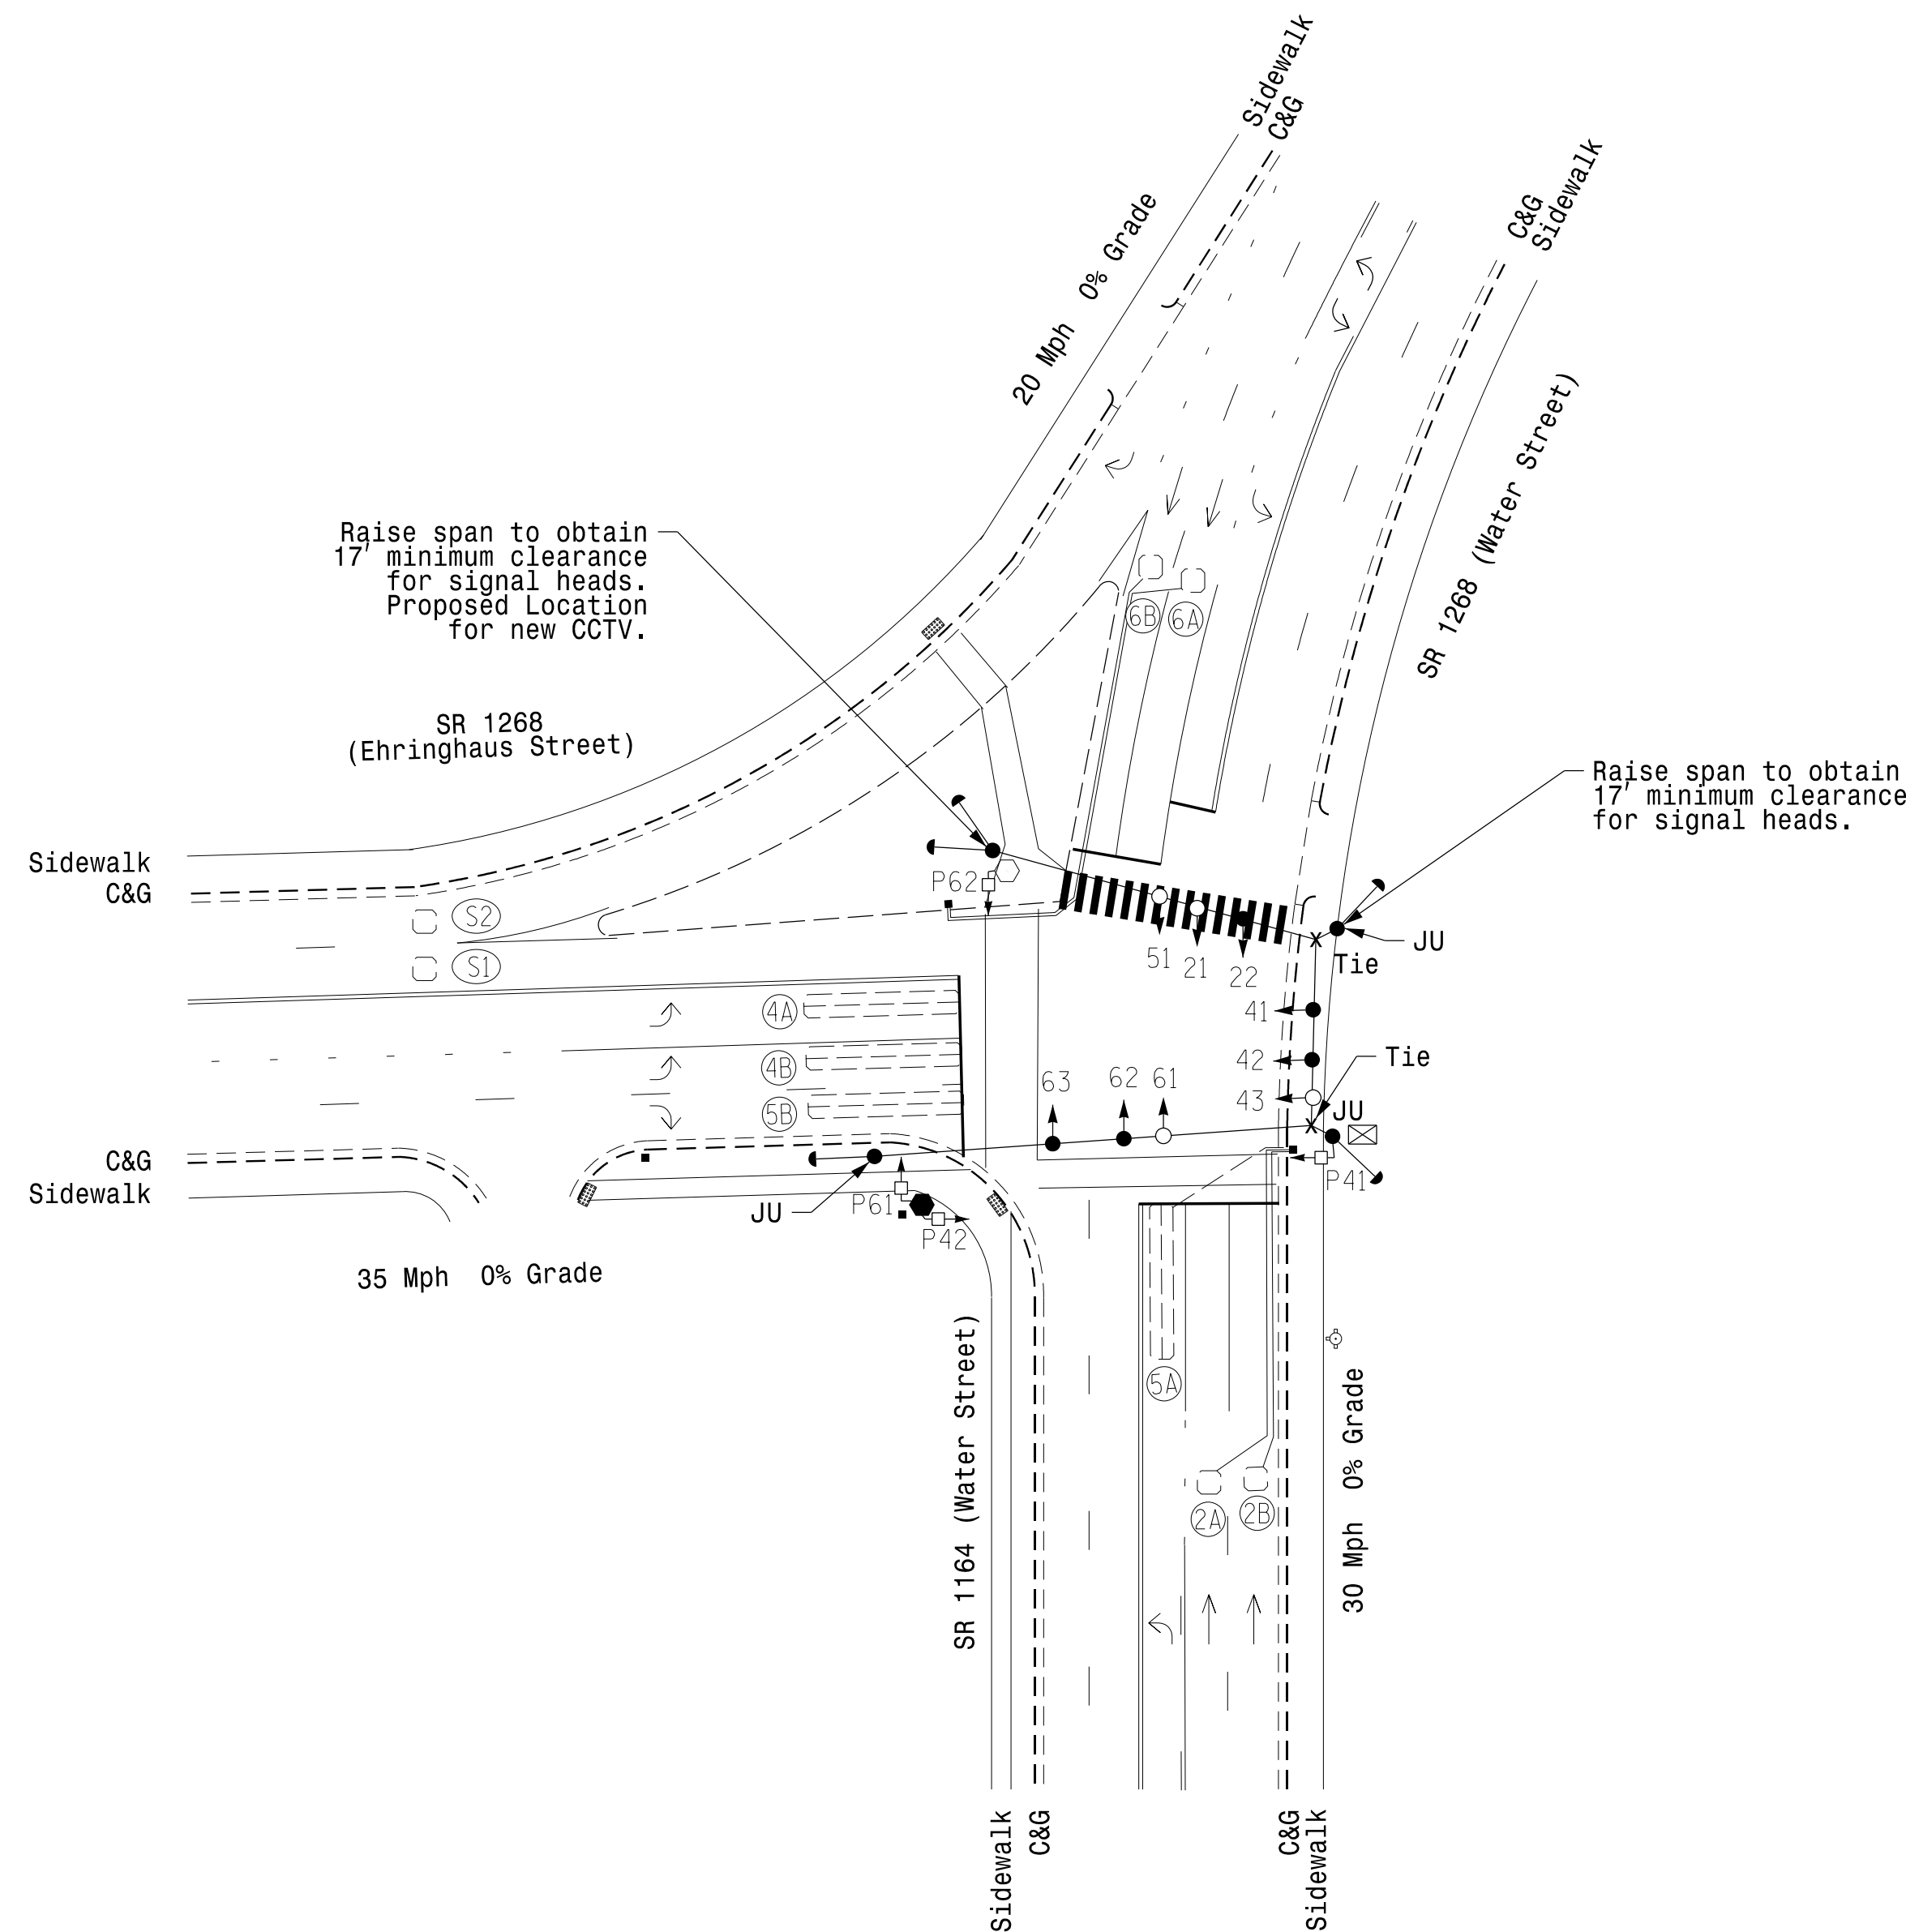 Sidewalk
C&G
C&G
Sidewalk
20 Mph  0% Grade
SR 1268 (Water Street)
Raise span to obtain
17' minimum clearance
for signal heads.
Proposed Location
for new CCTV.
6B
6A
SR 1268
(Ehringhaus Street)
Raise span to obtain
17' minimum clearance
for signal heads.
Sidewalk
C&G
P62
S2
S1
51
21
22
JU
Tie
4A
41
4B
42
Tie
63
62
61
43
JU
5B
C&G
Sidewalk
P61
JU
P42
P41
35 Mph  0% Grade
SR 1164 (Water Street)
5A
30 Mph  0% Grade
2A
2B
Sidewalk
C&G
C&G
Sidewalk